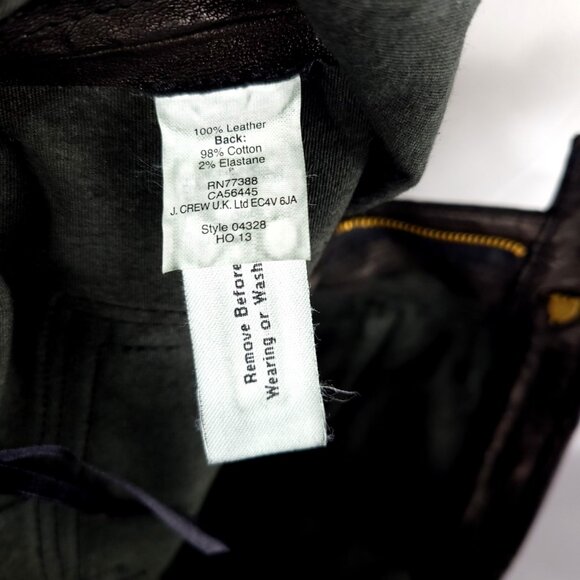 100% Leather
Back:
98% Cotton
2% Elastane
P
RN77388
CA56445
J. CREW U.K. Ltd EC4V 6JA
Style 04328
HO 13
Remove Before
Wearing or Wash